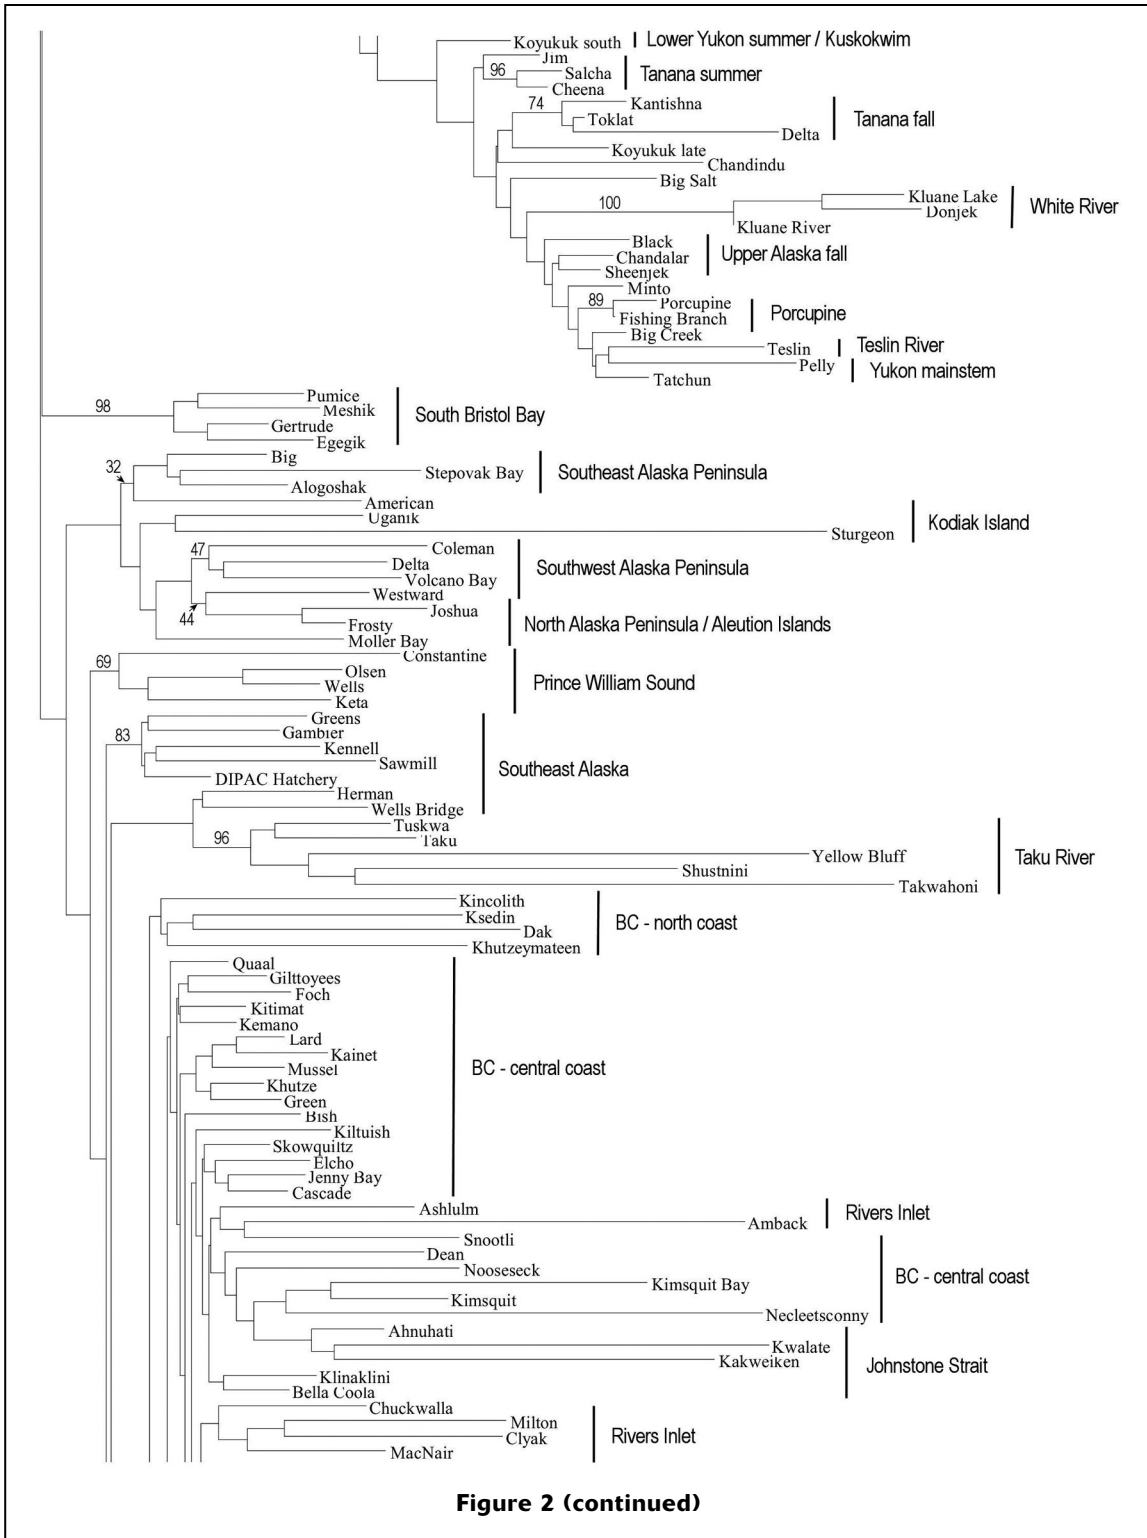 Koyukuk south
Lower Yukon summer / Kuskokwim
Jim
96
Salcha
Tanana summer
Cheena
74
Kantishna
Toklat
Tanana fall
Delta
Koyukuk late
Chandindu
Big Salt
100
Kluane Lake
White River
Donjek
Kluane River
Black
Upper Alaska fall
Chandalar
Sheenjek
Minto
89
Porcupine
Porcupine
Fishing Branch
Big Creek
Teslin
Teslin River
Pelly
Yukon mainstem
Tatchun
98
Pumice
Meshik
South Bristol Bay
Gertrude
Egegik
32
Big
Stepovak Bay
Southeast Alaska Peninsula
Alogoshak
American
Uganik
Kodiak Island
Sturgeon
47
Coleman
Delta
Southwest Alaska Peninsula
Volcano Bay
Westward
44
Joshua
Frosty
North Alaska Peninsula / Aleution Islands
Moller Bay
69
Constantine
Olsen
Wells
Prince William Sound
Keta
Greens
83
Gambier
Kennell
Sawmill
Southeast Alaska
DIPAC Hatchery
Herman
Wells Bridge
96
Tuskwa
Taku
Yellow Bluff
Taku River
Shustnini
Takwahoni
Kincolith
Ksedin
BC - north coast
Dak
Khutzeymateen
Quaal
Gilttoyees
Foch
Kitimat
Kemano
Lard
Kainet
BC - central coast
Mussel
Khutze
Green
Bish
Kiltuish
Skowquiltz
Elcho
Jenny Bay
Cascade
Ashlulm
Rivers Inlet
Amback
Snootli
Dean
Nooseseck
BC - central coast
Kimsquit Bay
Kimsquit
Necleetsconny
Ahnuhati
Kwalate
Kakweiken
Johnstone Strait
Klinaklini
Bella Coola
Chuckwalla
Milton
Clyak
Rivers Inlet
MacNair
Figure 2 (continued)